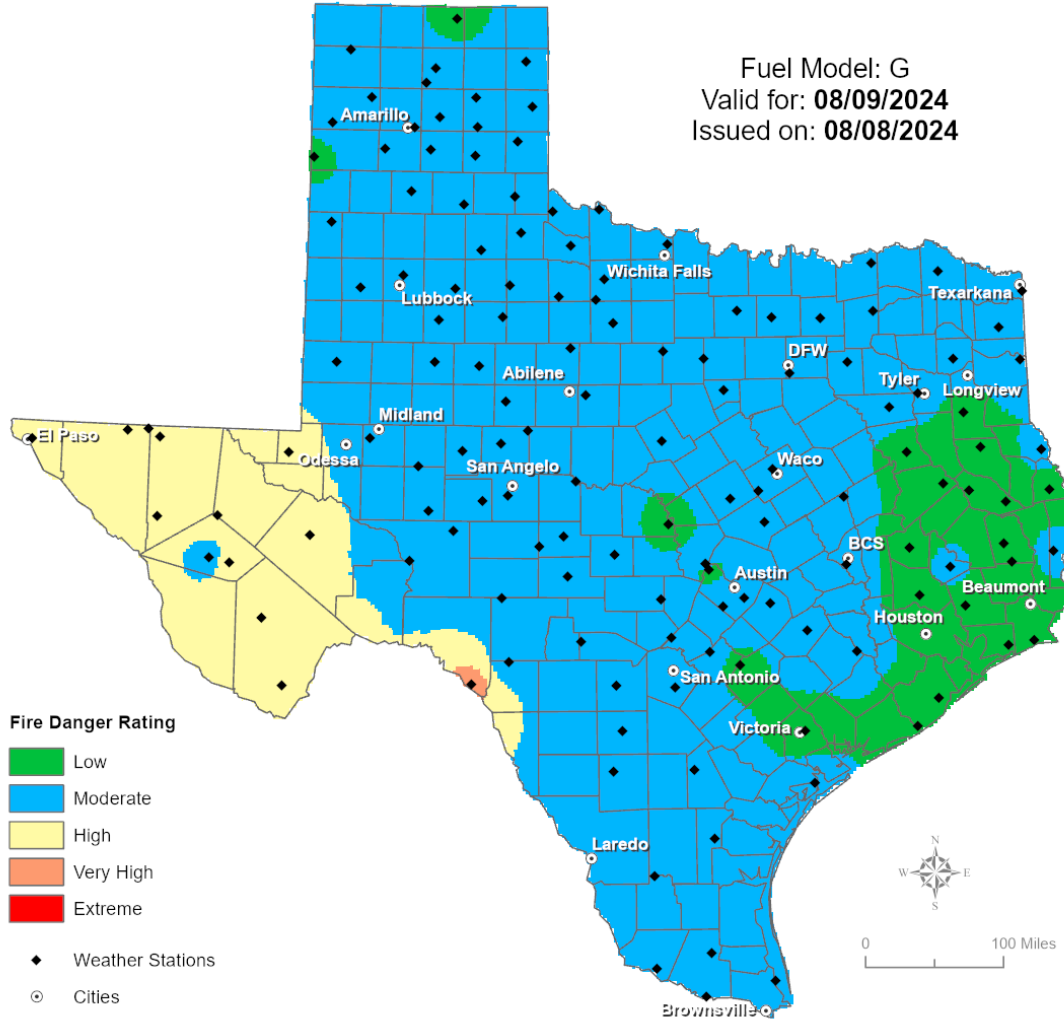 Fuel Model: G
Valid for: 08/09/2024
Issued on: 08/08/2024
Amarillo
Wichita Falls
Lubbock
Texarkana
DFW
Abilene
Tyler
Longview
Midland
El Paso
Odessa
San Angelo
Waco
BCS
Austin
Beaumont
Houston
San Antonio
Victoria
Laredo
Brownsville
Fire Danger Rating
Low
Moderate
High
Very High
Extreme
Weather Stations
Cities
N
W E
S
0 100 Miles